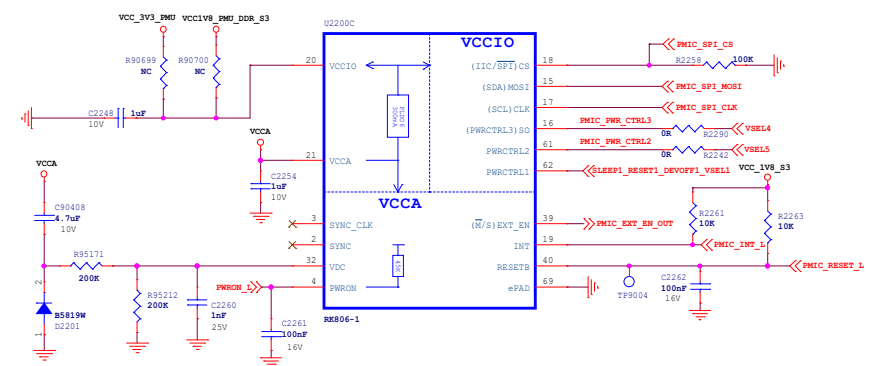 VCC_3V3_PMU
VCC1V8_PMU_DDR_S3
R90699
NC
R90700
NC
C2248
1uF
10V
VCCA
C2254
1uF
10V
VCCA
C90408
4.7uF
10V
R95171
200K
2
1
B5819W
D2201
R95212
200K
C2260
1nF
25V
PWRON_L
C2261
100nF
16V
U2200C
VCCIO
20
VCCIO
PLDO6
300mA
21
VCCA
VCCA
3
SYNC_CLK
2
SYNC
32
VDC
4
PWRON
RK806-1
(IIC/SPI)CS
18
(SDA)MOSI
15
(SCL)CLK
17
(PWRCTRL3)SO
16
PWRCTRL2
61
PWRCTRL1
62
(M/S)EXT_EN
39
INT
19
RESETB
40
ePAD
69
PMIC_SPI_CS
R2258
100K
PMIC_SPI_MOSI
PMIC_SPI_CLK
PMIC_PWR_CTRL3
0R
R2290
VSEL4
PMIC_PWR_CTRL2
0R
R2242
VSEL5
SLEEP1_RESET1_DEVOFF1_VSEL1
VCC_1V8_S3
PMIC_EXT_EN_OUT
R2261
10K
R2263
10K
PMIC_INT_L
PMIC_RESET_L
TP9004
C2262
100nF
16V